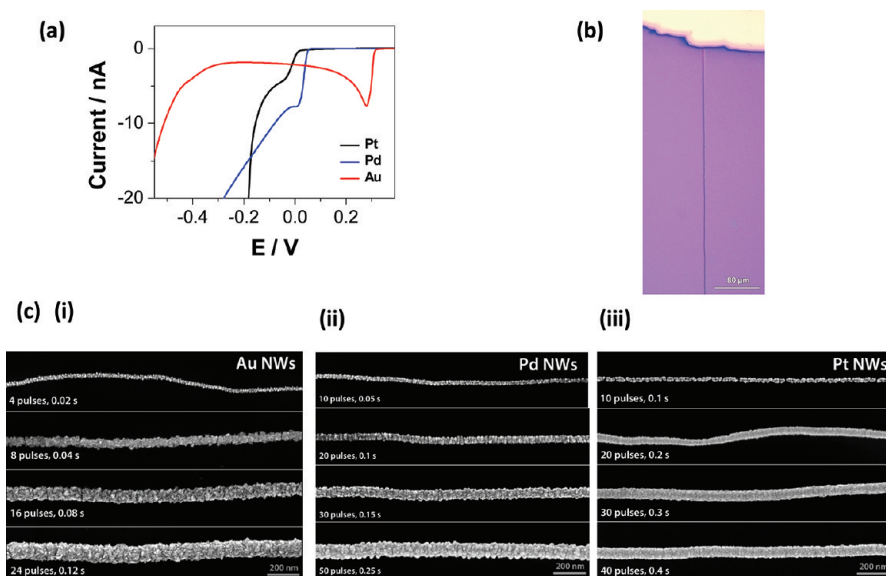 (a)
0
-5
-10
-15
-20
Current / nA
Pt
Pd
Au
-0.4
-0.2
0.0
0.2
E / V
(b)
80 µm
(c) (i)
Au NWs
4 pulses, 0.02 s
8 pulses, 0.04 s
16 pulses, 0.08 s
24 pulses, 0.12 s
200 nm
(ii)
Pd NWs
10 pulses, 0.05 s
20 pulses, 0.1 s
30 pulses, 0.15 s
50 pulses, 0.25 s
200 nm
(iii)
Pt NWs
10 pulses, 0.1 s
20 pulses, 0.2 s
30 pulses, 0.3 s
40 pulses, 0.4 s
200 nm